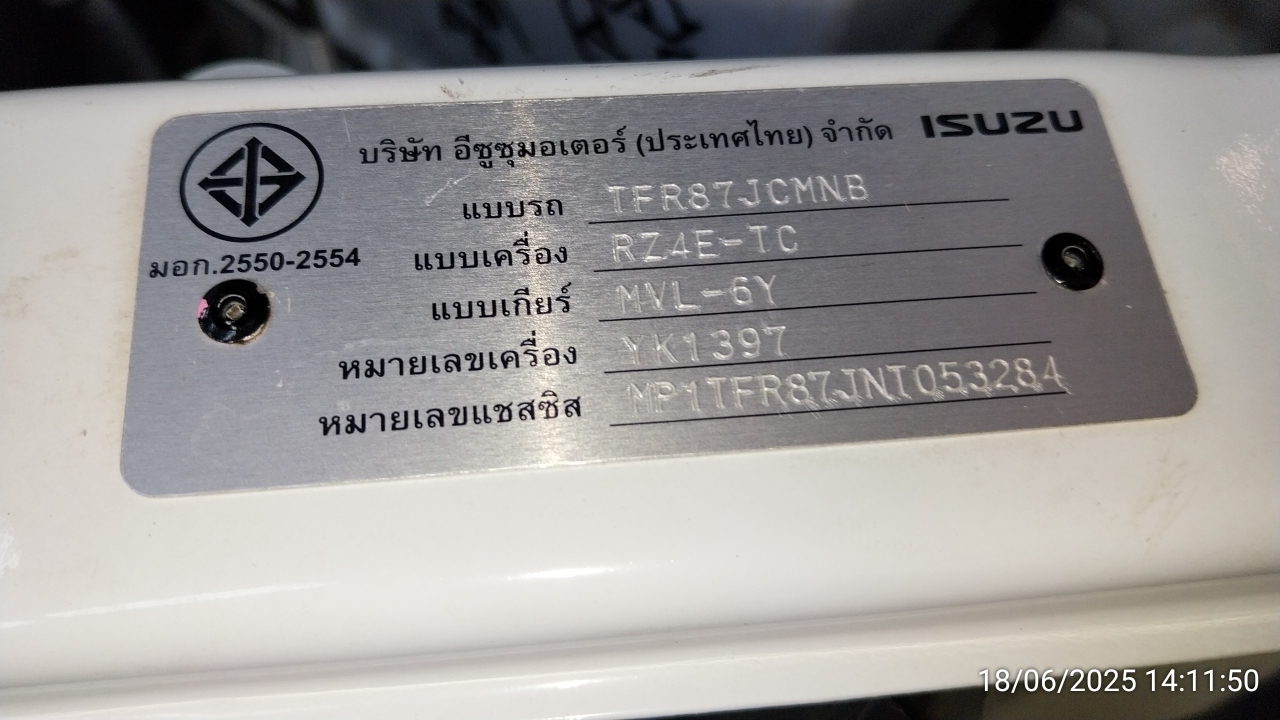 บริษัท อีซูซุมอเตอร์ (ประเทศไทย) จำกัด ISUZU
มอก.2550-2554
แบบรถ TFR87JCMNB
แบบเครื่อง RZ4E-TC
แบบเกียร์ MVL-6Y
หมายเลขเครื่อง YK1397
หมายเลขแชสซิส MP1TFR87JNT053284
18/06/2025 14:11:50